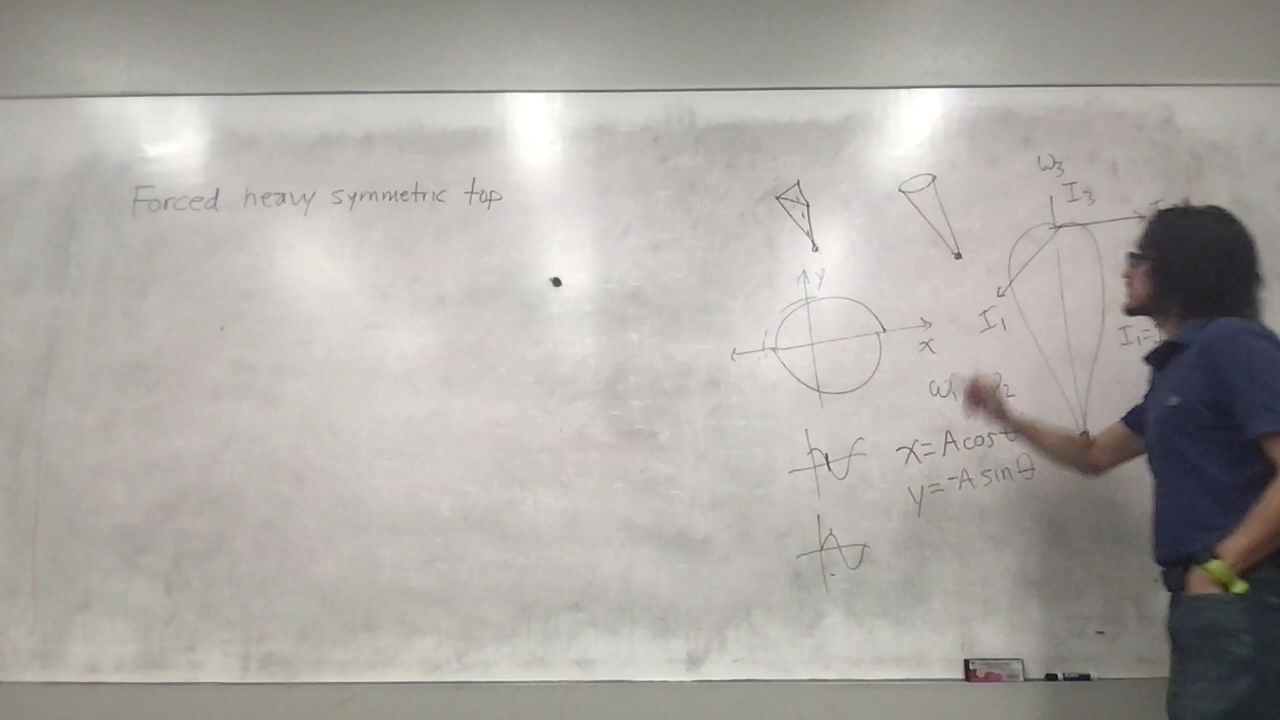 Forced heavy symmetric top
ω₃
I₃
I₁
y
x
x = A cos
y = -A sin θ